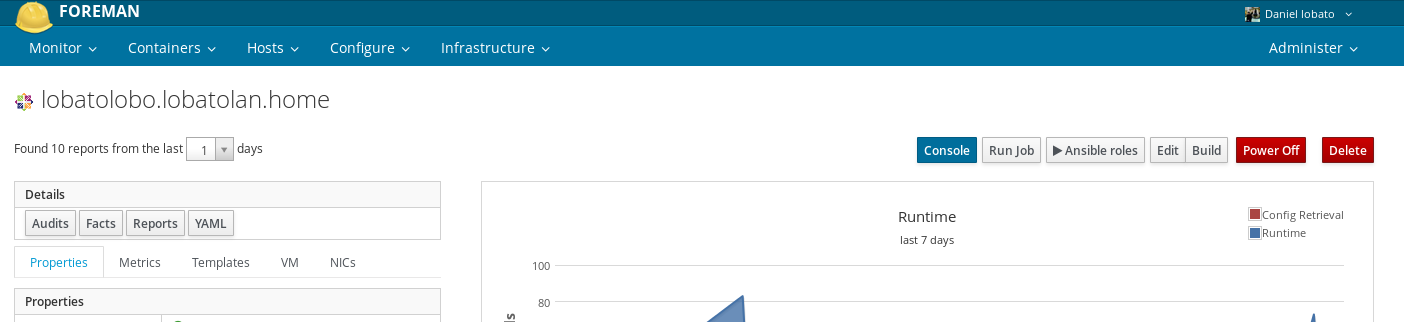 FOREMAN
Daniel lobato
Monitor Containers Hosts Configure Infrastructure Administer
lobatolobo.lobatolan.home
Found 10 reports from the last 1 days
Console Run Job Ansible roles Edit Build Power Off Delete
Details
Audits Facts Reports YAML
Properties Metrics Templates VM NICs
Properties
Runtime
last 7 days
Config Retrieval
Runtime
100
80